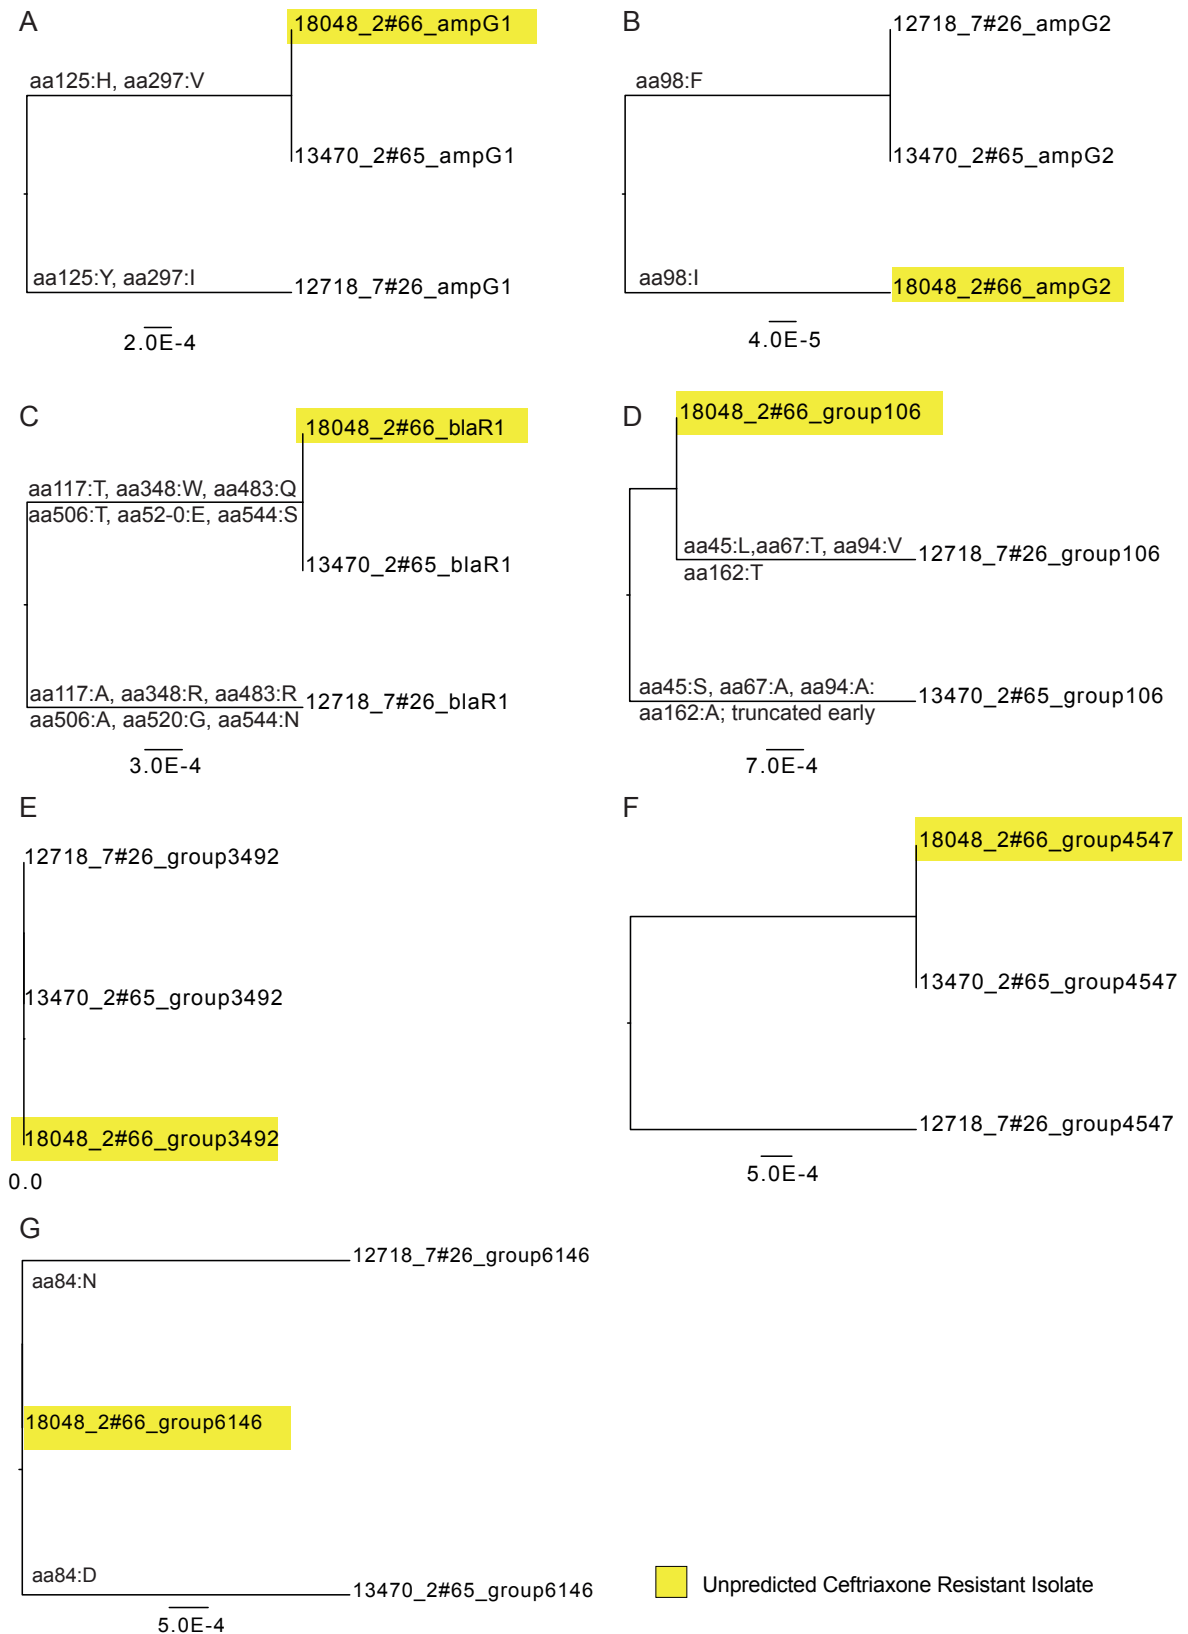 A
18048_2#66_ampG1
aa125:H, aa297:V
13470_2#65_ampG1
aa125:Y, aa297:I
12718_7#26_ampG1
2.0E-4
B
12718_7#26_ampG2
aa98:F
13470_2#65_ampG2
aa98:I
18048_2#66_ampG2
4.0E-5
C
18048_2#66_blaR1
aa117:T, aa348:W, aa483:Q
aa506:T, aa52-0:E, aa544:S
13470_2#65_blaR1
aa117:A, aa348:R, aa483:R
12718_7#26_blaR1
aa506:A, aa520:G, aa544:N
3.0E-4
D
18048_2#66_group106
aa45:L,aa67:T, aa94:V
12718_7#26_group106
aa162:T
aa45:S, aa67:A, aa94:A:
13470_2#65_group106
aa162:A; truncated early
7.0E-4
E
12718_7#26_group3492
13470_2#65_group3492
18048_2#66_group3492
0.0
F
18048_2#66_group4547
13470_2#65_group4547
12718_7#26_group4547
5.0E-4
G
12718_7#26_group6146
aa84:N
18048_2#66_group6146
aa84:D
13470_2#65_group6146
5.0E-4
Unpredicted Ceftriaxone Resistant Isolate